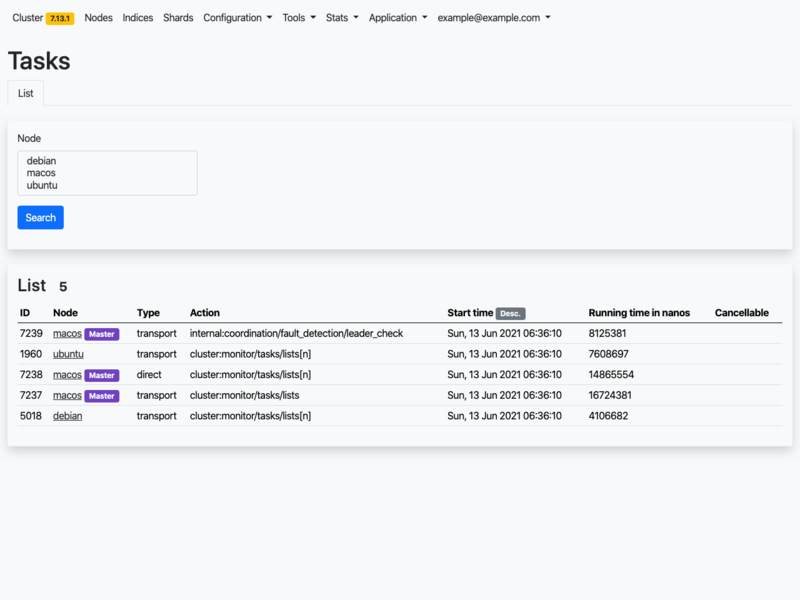 Cluster 7.13.1 Nodes Indices Shards Configuration Tools Stats Application example@example.com
Tasks
List
Node
debian
macos
ubuntu
Search
List 5
ID Node Type Action Start time Desc. Running time in nanos Cancellable
7239 macos Master transport internal:coordination/fault_detection/leader_check Sun, 13 Jun 2021 06:36:10 8125381
1960 ubuntu transport cluster:monitor/tasks/lists[n] Sun, 13 Jun 2021 06:36:10 7608697
7238 macos Master direct cluster:monitor/tasks/lists[n] Sun, 13 Jun 2021 06:36:10 14865554
7237 macos Master transport cluster:monitor/tasks/lists Sun, 13 Jun 2021 06:36:10 16724381
5018 debian transport cluster:monitor/tasks/lists[n] Sun, 13 Jun 2021 06:36:10 4106682